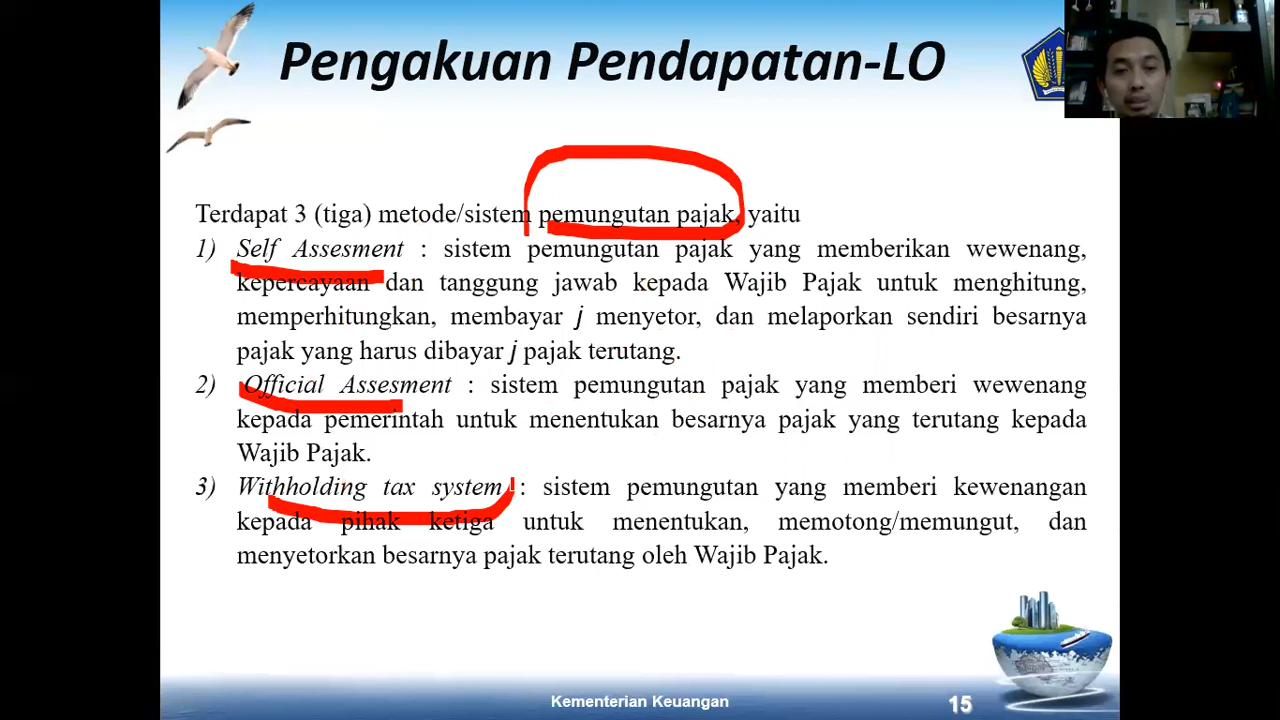 Pengakuan Pendapatan-LO
Terdapat 3 (tiga) metode/sistem pemungutan pajak, yaitu
1) Self Assesment : sistem pemungutan pajak yang memberikan wewenang,
kepercayaan dan tanggung jawab kepada Wajib Pajak untuk menghitung,
memperhitungkan, membayar j menyetor, dan melaporkan sendiri besarnya
pajak yang harus dibayar j pajak terutang.
2) Official Assesment : sistem pemungutan pajak yang memberi wewenang
kepada pemerintah untuk menentukan besarnya pajak yang terutang kepada
Wajib Pajak.
3) Withholding tax system : sistem pemungutan yang memberi kewenangan
kepada pihak ketiga untuk menentukan, memotong/memungut, dan
menyetorkan besarnya pajak terutang oleh Wajib Pajak.
Kementerian Keuangan
15